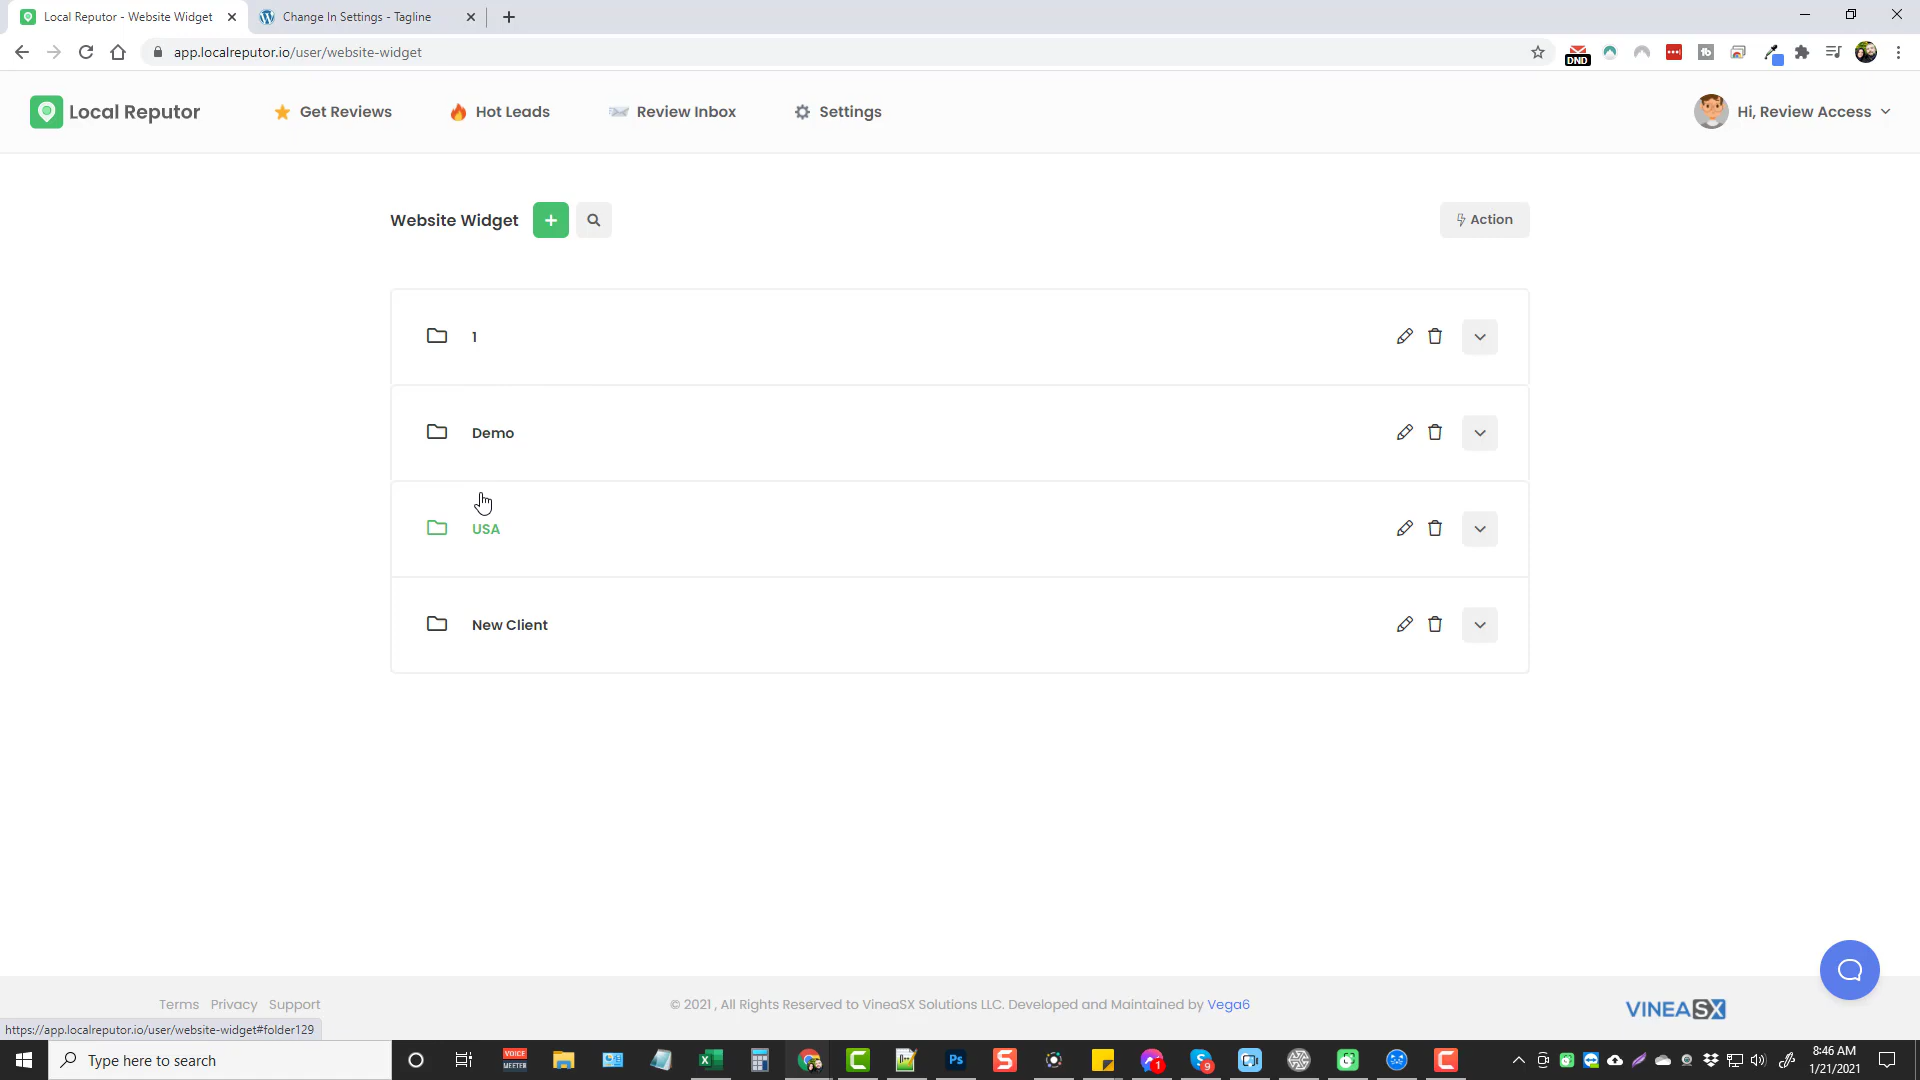 Local Reputor - Website Widget
Change In Settings - Tagline
app.localreputor.io/user/website-widget
DND
Local Reputor
Get Reviews
Hot Leads
Review Inbox
Settings
Hi, Review Access
Website Widget
+
Action
1
Demo
USA
New Client
Terms Privacy Support
© 2021 , All Rights Reserved to VineaSX Solutions LLC. Developed and Maintained by Vega6
VINEASX
https://app.localreputor.io/user/website-widget#folder129
Type here to search
VOICE
MEETER
Ps
1
9
8:46 AM
1/21/2021